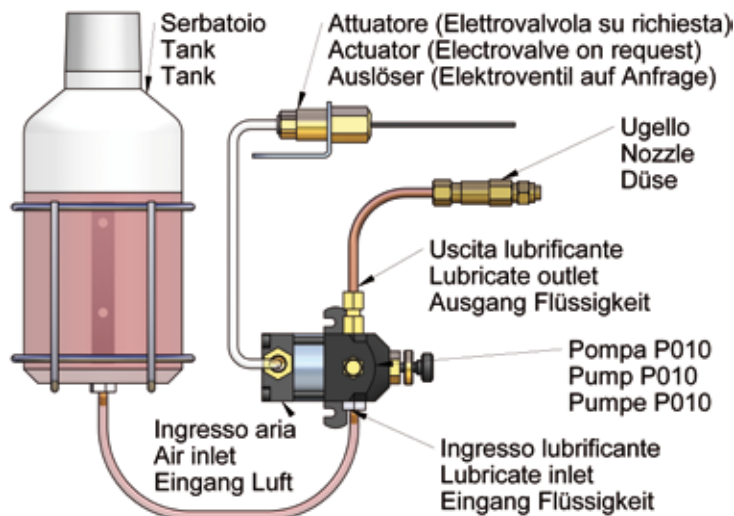 Serbatoio
Tank
Tank
Attuatore (Elettrovalvola su richiesta)
Actuator (Electrovalve on request)
Auslöser (Elektroventil auf Anfrage)
Ugello
Nozzle
Düse
Uscita lubrificante
Lubricate outlet
Ausgang Flüssigkeit
Pompa P010
Pump P010
Pumpe P010
Ingresso aria
Air inlet
Eingang Luft
Ingresso lubrificante
Lubricate inlet
Eingang Flüssigkeit